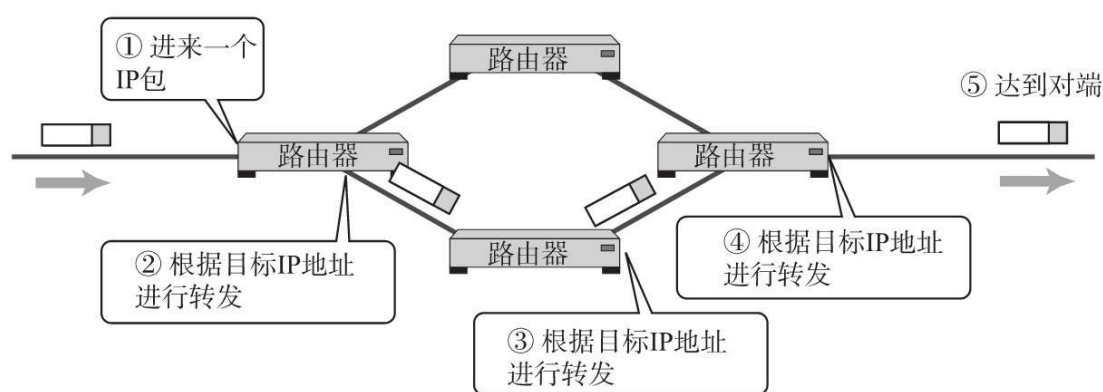 ① 进来一个
IP包
路由器
⑤ 达到对端
路由器
路由器
② 根据目标IP地址
进行转发
路由器
④ 根据目标IP地址
进行转发
③ 根据目标IP地址
进行转发